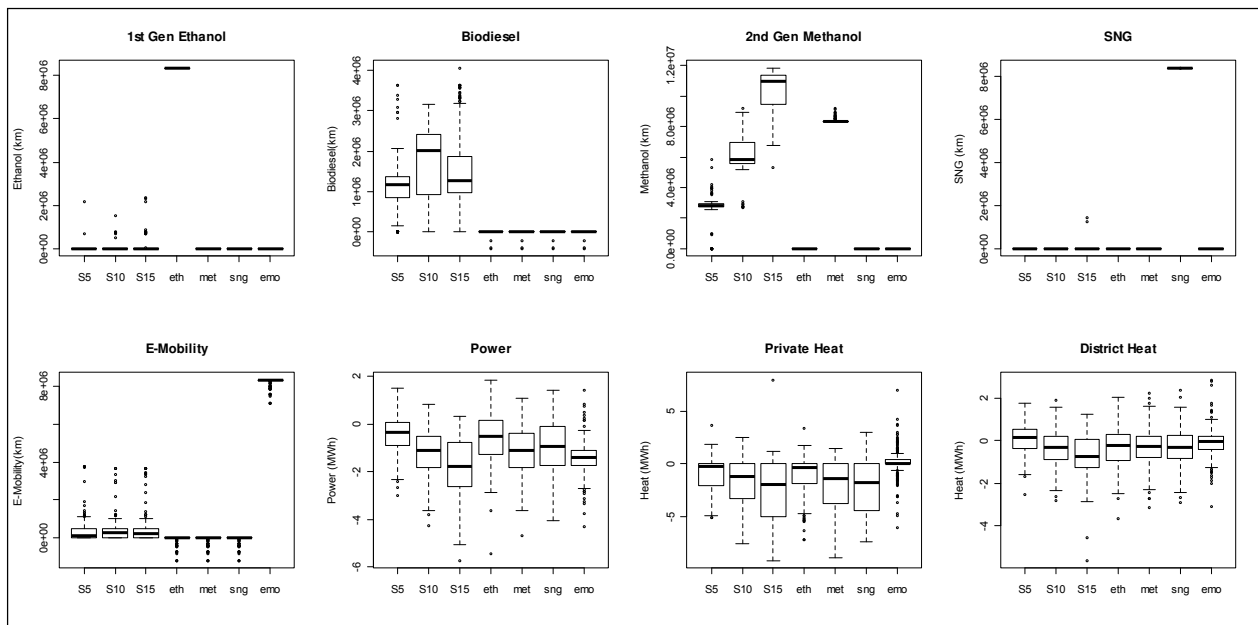 1st Gen Ethanol
Ethanol (km)
8e+06
6e+06
4e+06
2e+06
0e+00
S5 S10 S15 eth met sng emo
Biodiesel
Biodiesel(km)
4e+06
3e+06
2e+06
1e+06
0e+00
S5 S10 S15 eth met sng emo
2nd Gen Methanol
Methanol (km)
1.2e+07
8.0e+06
4.0e+06
0.0e+00
S5 S10 S15 eth met sng emo
SNG
SNG (km)
8e+06
6e+06
4e+06
2e+06
0e+00
S5 S10 S15 eth met sng emo
E-Mobility
E-Mobility(km)
8e+06
4e+06
0e+00
S5 S10 S15 eth met sng emo
Power
Power (MWh)
2
0
-2
-4
-6
S5 S10 S15 eth met sng emo
Private Heat
Heat (MWh)
5
0
-5
S5 S10 S15 eth met sng emo
District Heat
Heat (MWh)
2
0
-2
-4
S5 S10 S15 eth met sng emo